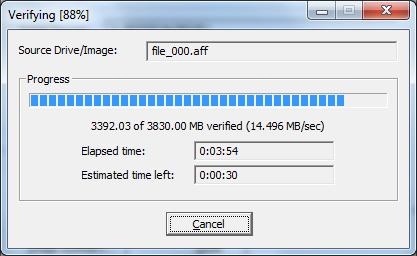 Verifying [88%]
Source Drive/Image: file_000.aff
Progress
3392.03 of 3830.00 MB verified (14.496 MB/sec)
Elapsed time: 0:03:54
Estimated time left: 0:00:30
Cancel